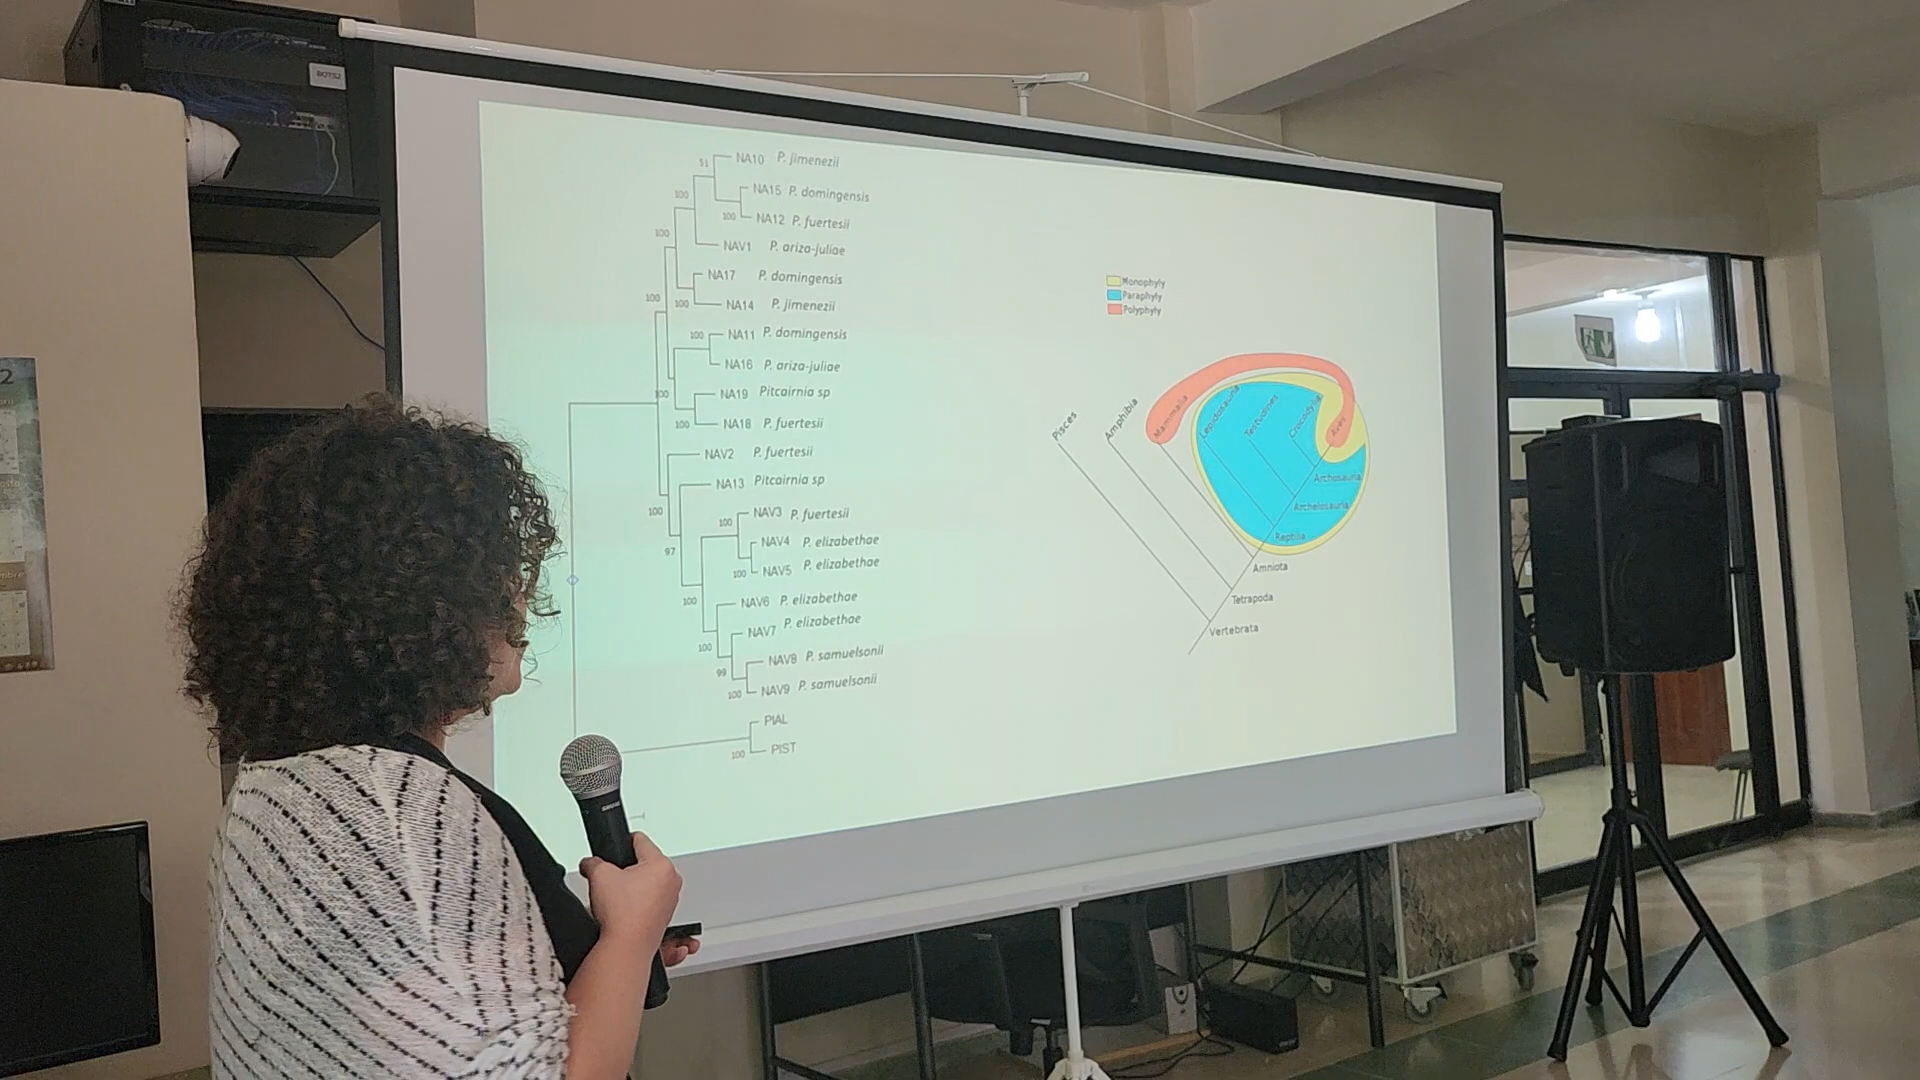 BOTS2
51
NA10 P. jimenezii
100
NA15 P. domingensis
100
NA12 P. fuertesii
100
NAV1 P. ariza-juliae
NA17 P. domingensis
100
100
NA14 P. jimenezii
100
NA11 P. domingensis
NA16 P. ariza-juliae
100
NA19 Pitcairnia sp
100
NA18 P. fuertesii
NAV2 P. fuertesii
NA13 Pitcairnia sp
100
NAV3 P. fuertesii
100
97
NAV4 P. elizabethae
100
NAV5 P. elizabethae
100
NAV6 P. elizabethae
NAV7 P. elizabethae
100
NAV8 P. samuelsonii
99
100
NAV9 P. samuelsonii
PIAL
100
PIST
Monophyly
Paraphyly
Polyphyly
Pisces
Amphibia
Mammalia
Lepidosauria
Testudines
Crocodylia
Aves
Archosauria
Archelosauria
Reptilia
Amniota
Tetrapoda
Vertebrata
2
SHURE